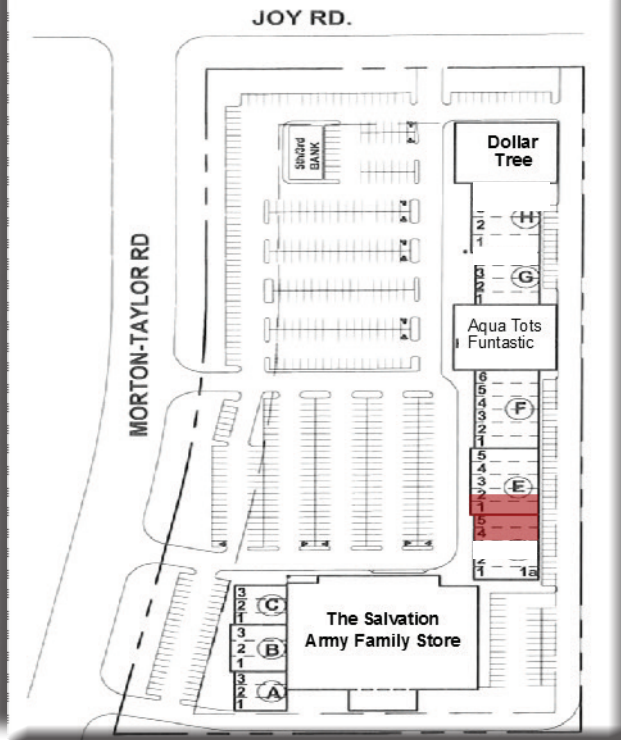 JOY RD.
MORTON-TAYLOR RD
5th/3rd
BANK
Dollar
Tree
H
2
1
3
G
2
1
Aqua Tots
Funtastic
6
5
4
F
3
2
1
5
4
3
E
2
1
5
4
2
1
1a
The Salvation
Army Family Store
3
2
C
1
3
2
B
1
3
2
A
1